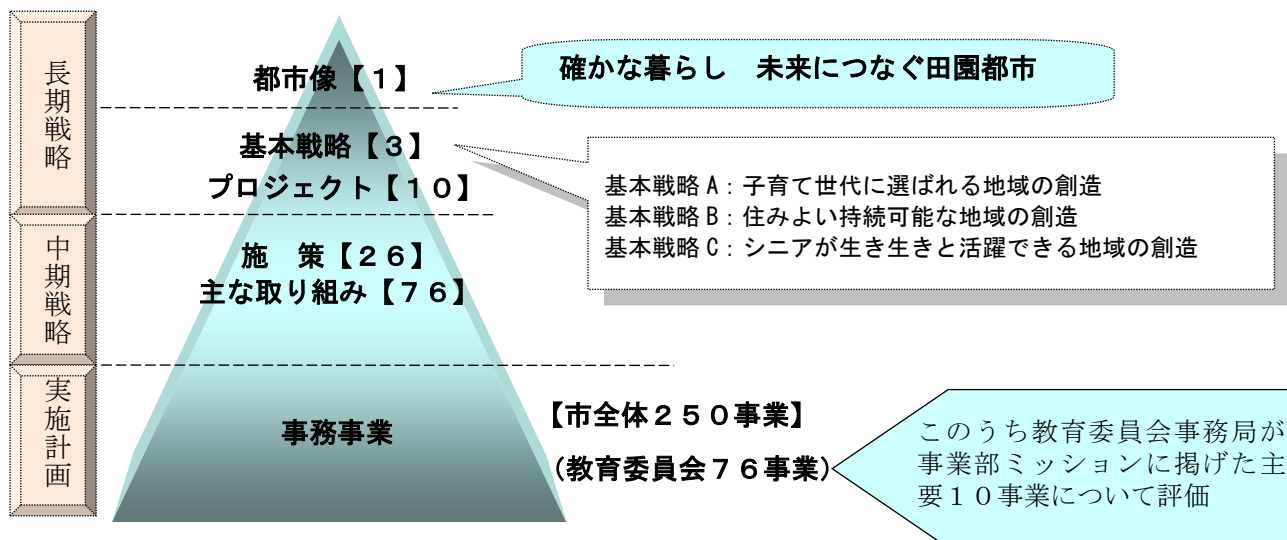 長期戦略
都市像【１】
確かな暮らし　未来につなぐ田園都市
基本戦略【３】
プロジェクト【１０】
基本戦略 A：子育て世代に選ばれる地域の創造
基本戦略 B：住みよい持続可能な地域の創造
基本戦略 C：シニアが生き生きと活躍できる地域の創造
中期戦略
施　策【２６】
主な取り組み【７６】
実施計画
事務事業
【市全体２５０事業】
（教育委員会７６事業）
このうち教育委員会事務局が
事業部ミッションに掲げた主
要１０事業について評価